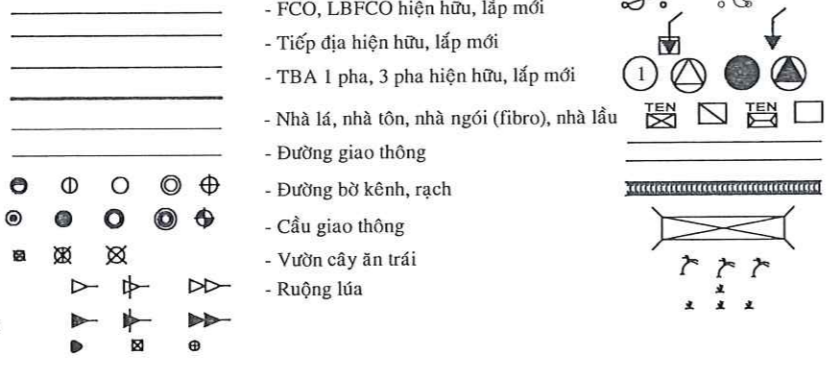 - FCO, LBFCO hiện hữu, lắp mới
- Tiếp địa hiện hữu, lắp mới
- TBA 1 pha, 3 pha hiện hữu, lắp mới
1
- Nhà lá, nhà tôn, nhà ngói (fibro), nhà lầu
TEN
TEN
- Đường giao thông
- Đường bờ kênh, rạch
- Cầu giao thông
- Vườn cây ăn trái
- Ruộng lúa